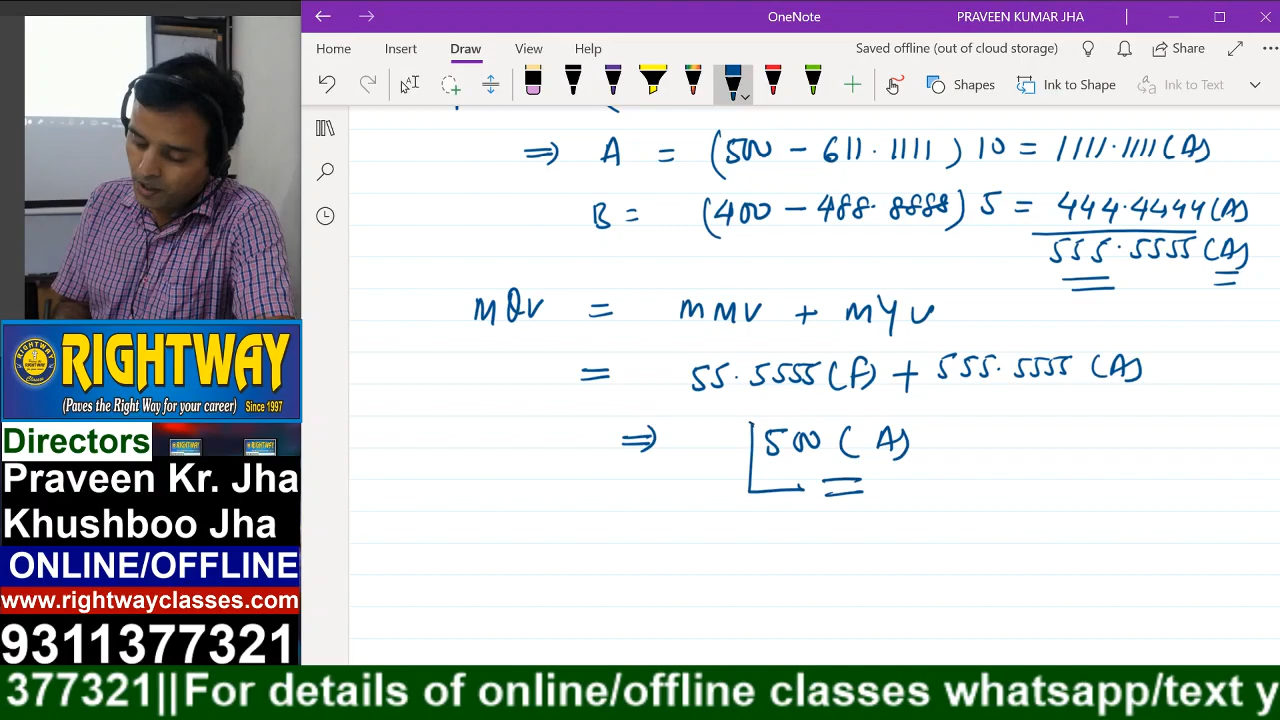 OneNote
PRAVEEN KUMAR JHA
Home Insert Draw View Help
Saved offline (out of cloud storage)
Share
Shapes
Ink to Shape
Ink to Text
⇒ A = (500 - 611.1111) 10 = 1111.1111 (A)
B = (400 - 488.8888) 5 = 444.4444 (A)
555.5555 (A)
MQV = MMV + MYV
= 55.5555 (F) + 555.5555 (A)
⇒ 500 (A)
RIGHTWAY
(Paves the Right Way for your career) Since 1997
Directors
Praveen Kr. Jha
Khushboo Jha
ONLINE/OFFLINE
www.rightwayclasses.com
9311377321
377321||For details of online/offline classes whatsapp/text y